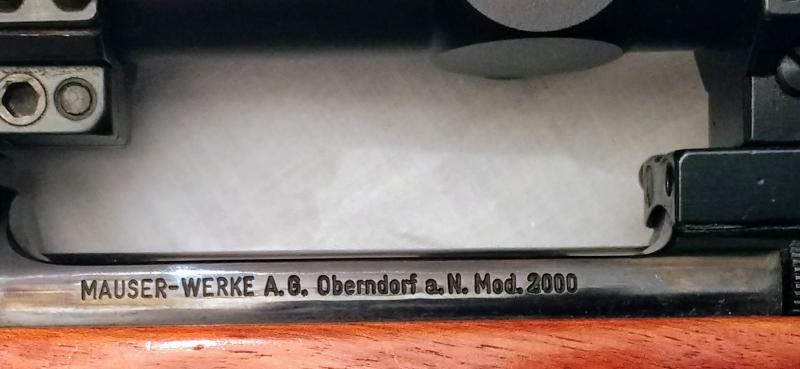 MAUSER-WERKE A.G. Oberndorf a.N. Mod. 2000